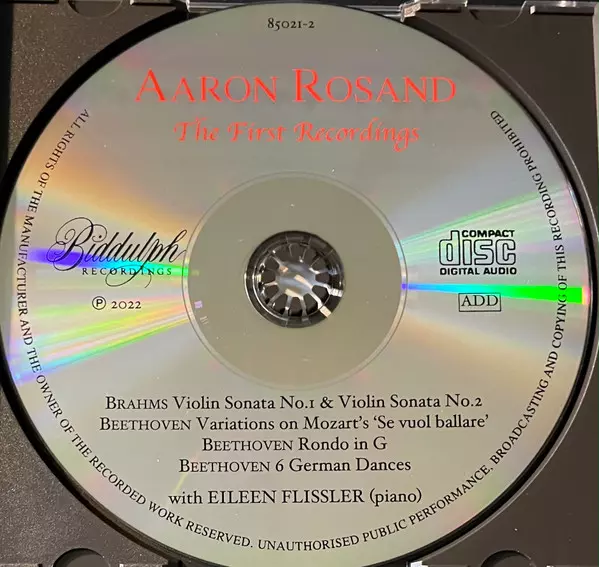 85021-2
AARON ROSAND
The First Recordings
Biddulph
RECORDINGS
℗ 2022
COMPACT
disc
DIGITAL AUDIO
ADD
BRAHMS Violin Sonata No.1 & Violin Sonata No.2
BEETHOVEN Variations on Mozart's 'Se vuol ballare'
BEETHOVEN Rondo in G
BEETHOVEN 6 German Dances
with EILEEN FLISSLER (piano)
ALL RIGHTS OF THE MANUFACTURER AND THE OWNER OF THE RECORDED WORK RESERVED. UNAUTHORISED PUBLIC PERFORMANCE, BROADCASTING AND COPYING OF THIS RECORDING PROHIBITED